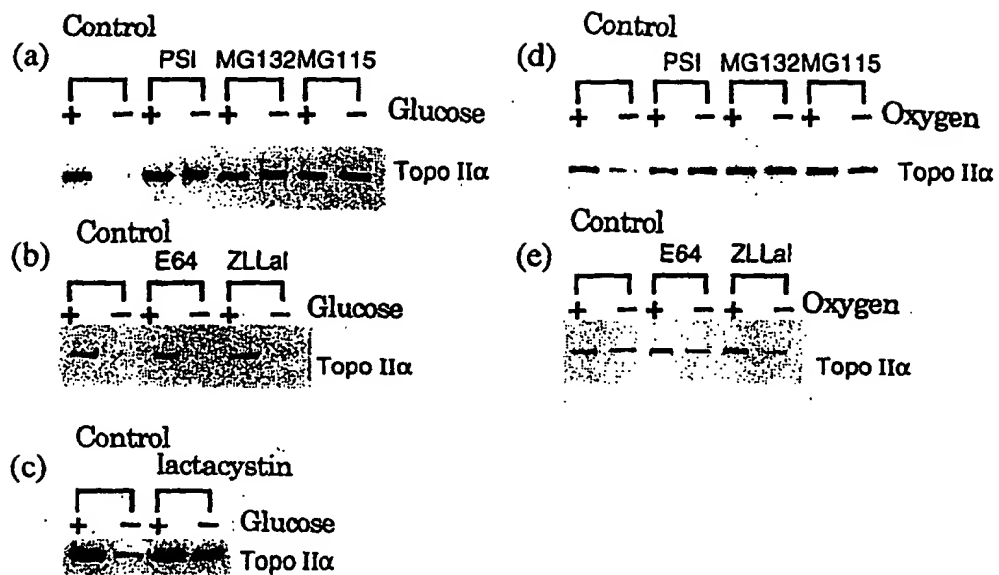 (a)
Control
PSI MG132MG115
+ − + − + − + − Glucose
Topo IIα
(b)
Control
E64 ZLLal
+ − + − + − Glucose
Topo IIα
(c)
Control
lactacystin
+ − + − Glucose
Topo IIα
(d)
Control
PSI MG132MG115
+ − + − + − + − Oxygen
Topo IIα
(e)
Control
E64 ZLLal
+ − + − + − Oxygen
Topo IIα